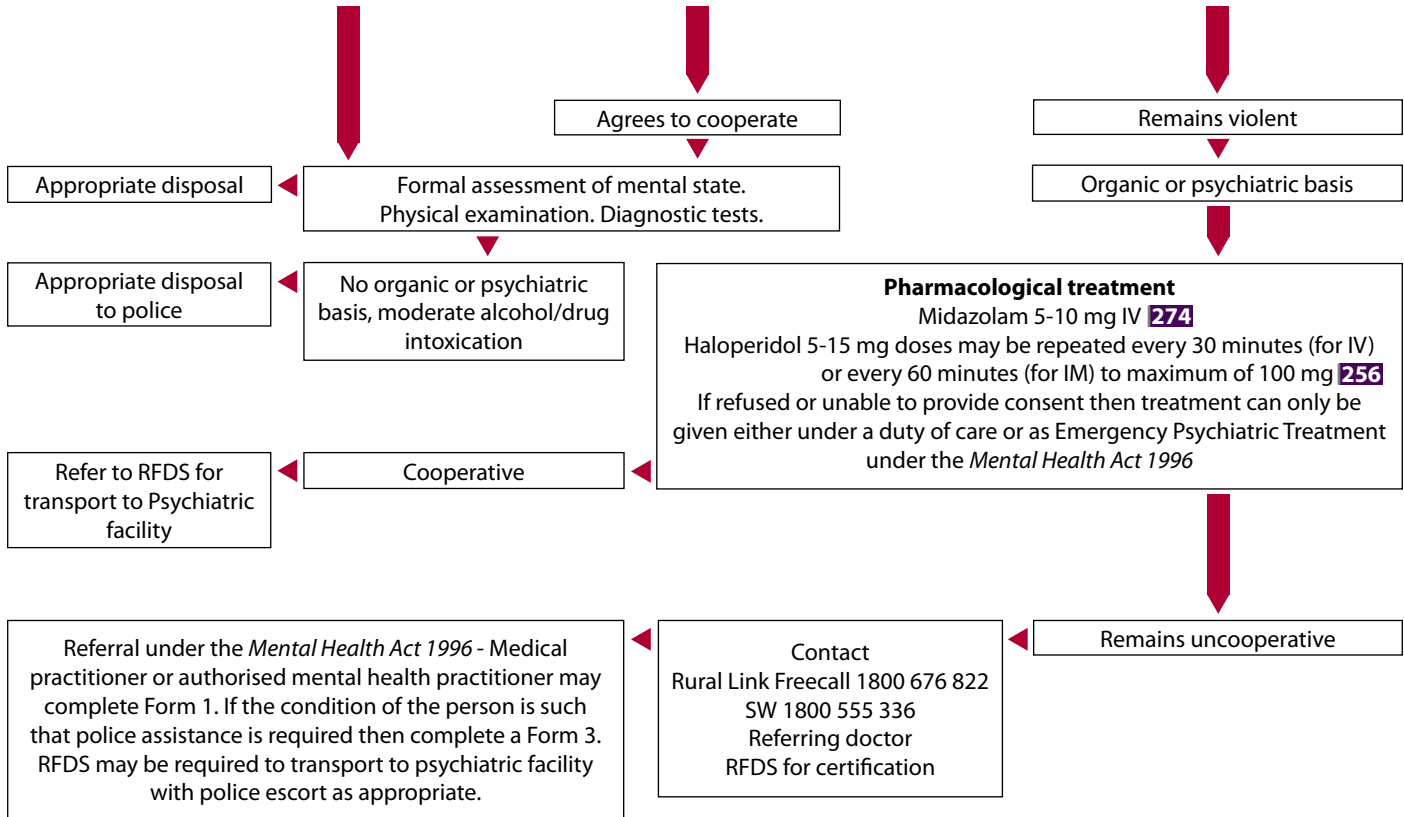 Agrees to cooperate
Remains violent
Appropriate disposal
Formal assessment of mental state.
Physical examination. Diagnostic tests.
Organic or psychiatric basis
Appropriate disposal
to police
No organic or psychiatric
basis, moderate alcohol/drug
intoxication
Pharmacological treatment
Midazolam 5-10 mg IV 274
Haloperidol 5-15 mg doses may be repeated every 30 minutes (for IV)
or every 60 minutes (for IM) to maximum of 100 mg 256
If refused or unable to provide consent then treatment can only be
given either under a duty of care or as Emergency Psychiatric Treatment
under the Mental Health Act 1996
Refer to RFDS for
transport to Psychiatric
facility
Cooperative
Referral under the Mental Health Act 1996 - Medical
practitioner or authorised mental health practitioner may
complete Form 1. If the condition of the person is such
that police assistance is required then complete a Form 3.
RFDS may be required to transport to psychiatric facility
with police escort as appropriate.
Contact
Rural Link Freecall 1800 676 822
SW 1800 555 336
Referring doctor
RFDS for certification
Remains uncooperative